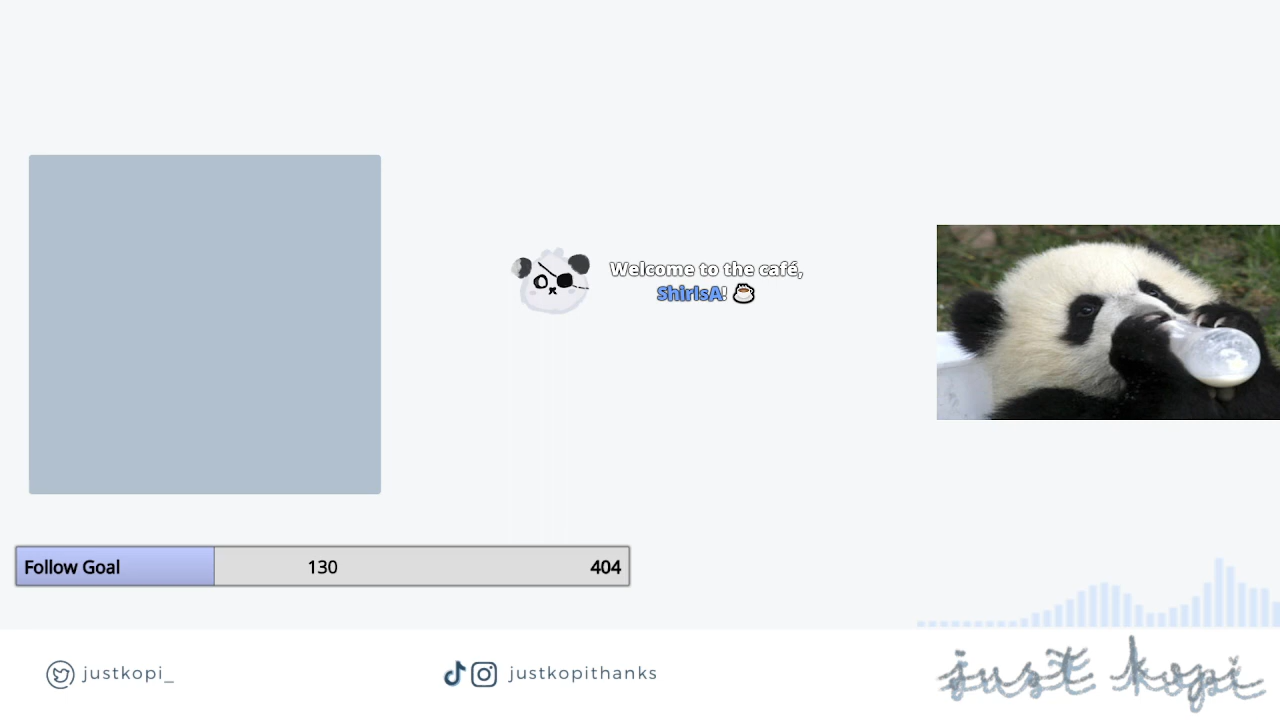 Welcome to the café,
ShirIsA! ☕
Follow Goal 130 404
justkopi_
justkopithanks
just kopi